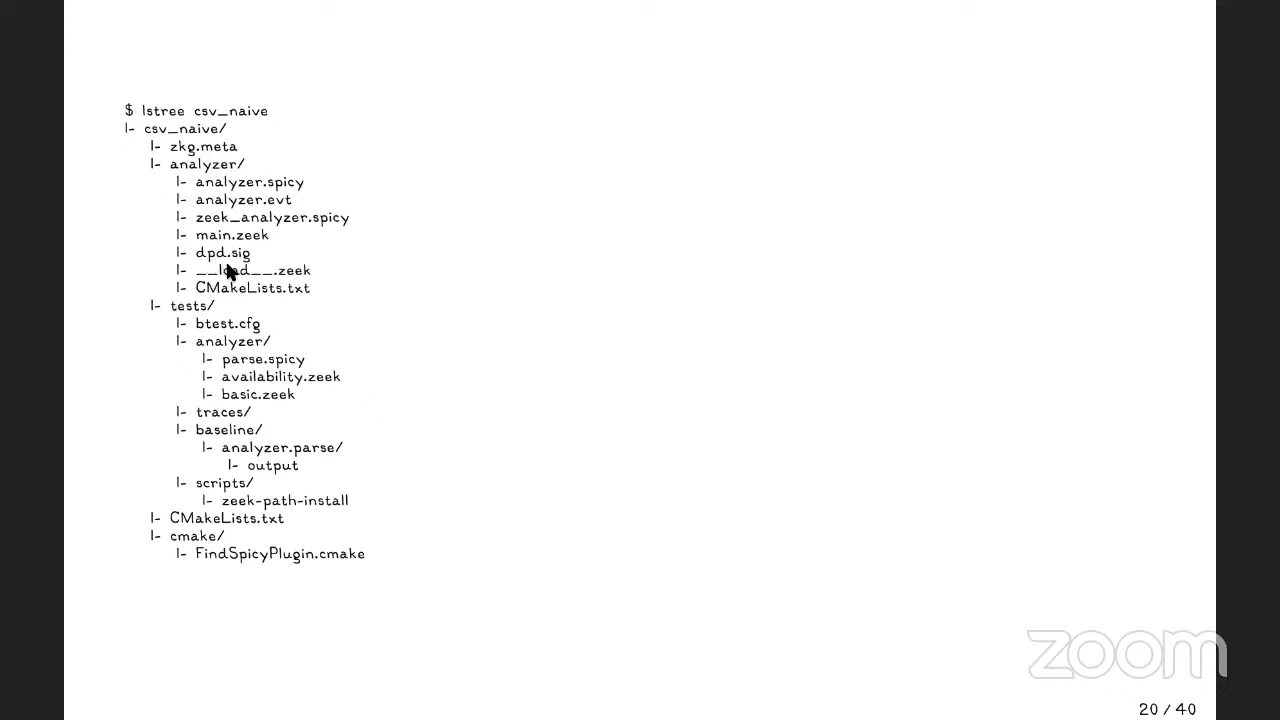 $ lstree csv_naive
|- csv_naive/
|- zkg.meta
|- analyzer/
|- analyzer.spicy
|- analyzer.evt
|- zeek_analyzer.spicy
|- main.zeek
|- dpd.sig
|- __load__.zeek
|- CMakeLists.txt
|- tests/
|- btest.cfg
|- analyzer/
|- parse.spicy
|- availability.zeek
|- basic.zeek
|- traces/
|- baseline/
|- analyzer.parse/
|- output
|- scripts/
|- zeek-path-install
|- CMakeLists.txt
|- cmake/
|- FindSpicyPlugin.cmake
zoom
20 / 40